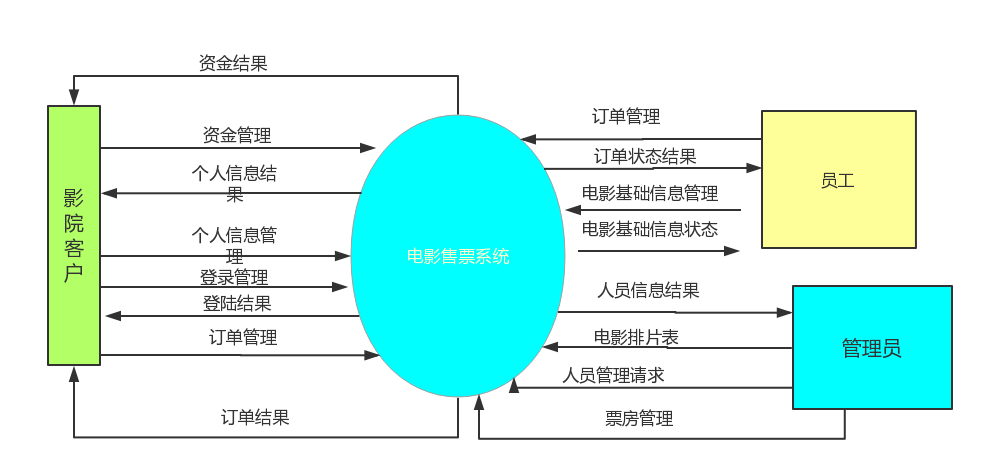 资金结果
资金管理
个人信息结
果
个人信息管
理
登录管理
登陆结果
订单管理
订单结果
影
院
客
户
电影售票系统
订单管理
订单状态结果
电影基础信息管理
电影基础信息状态
员工
人员信息结果
电影排片表
人员管理请求
票房管理
管理员